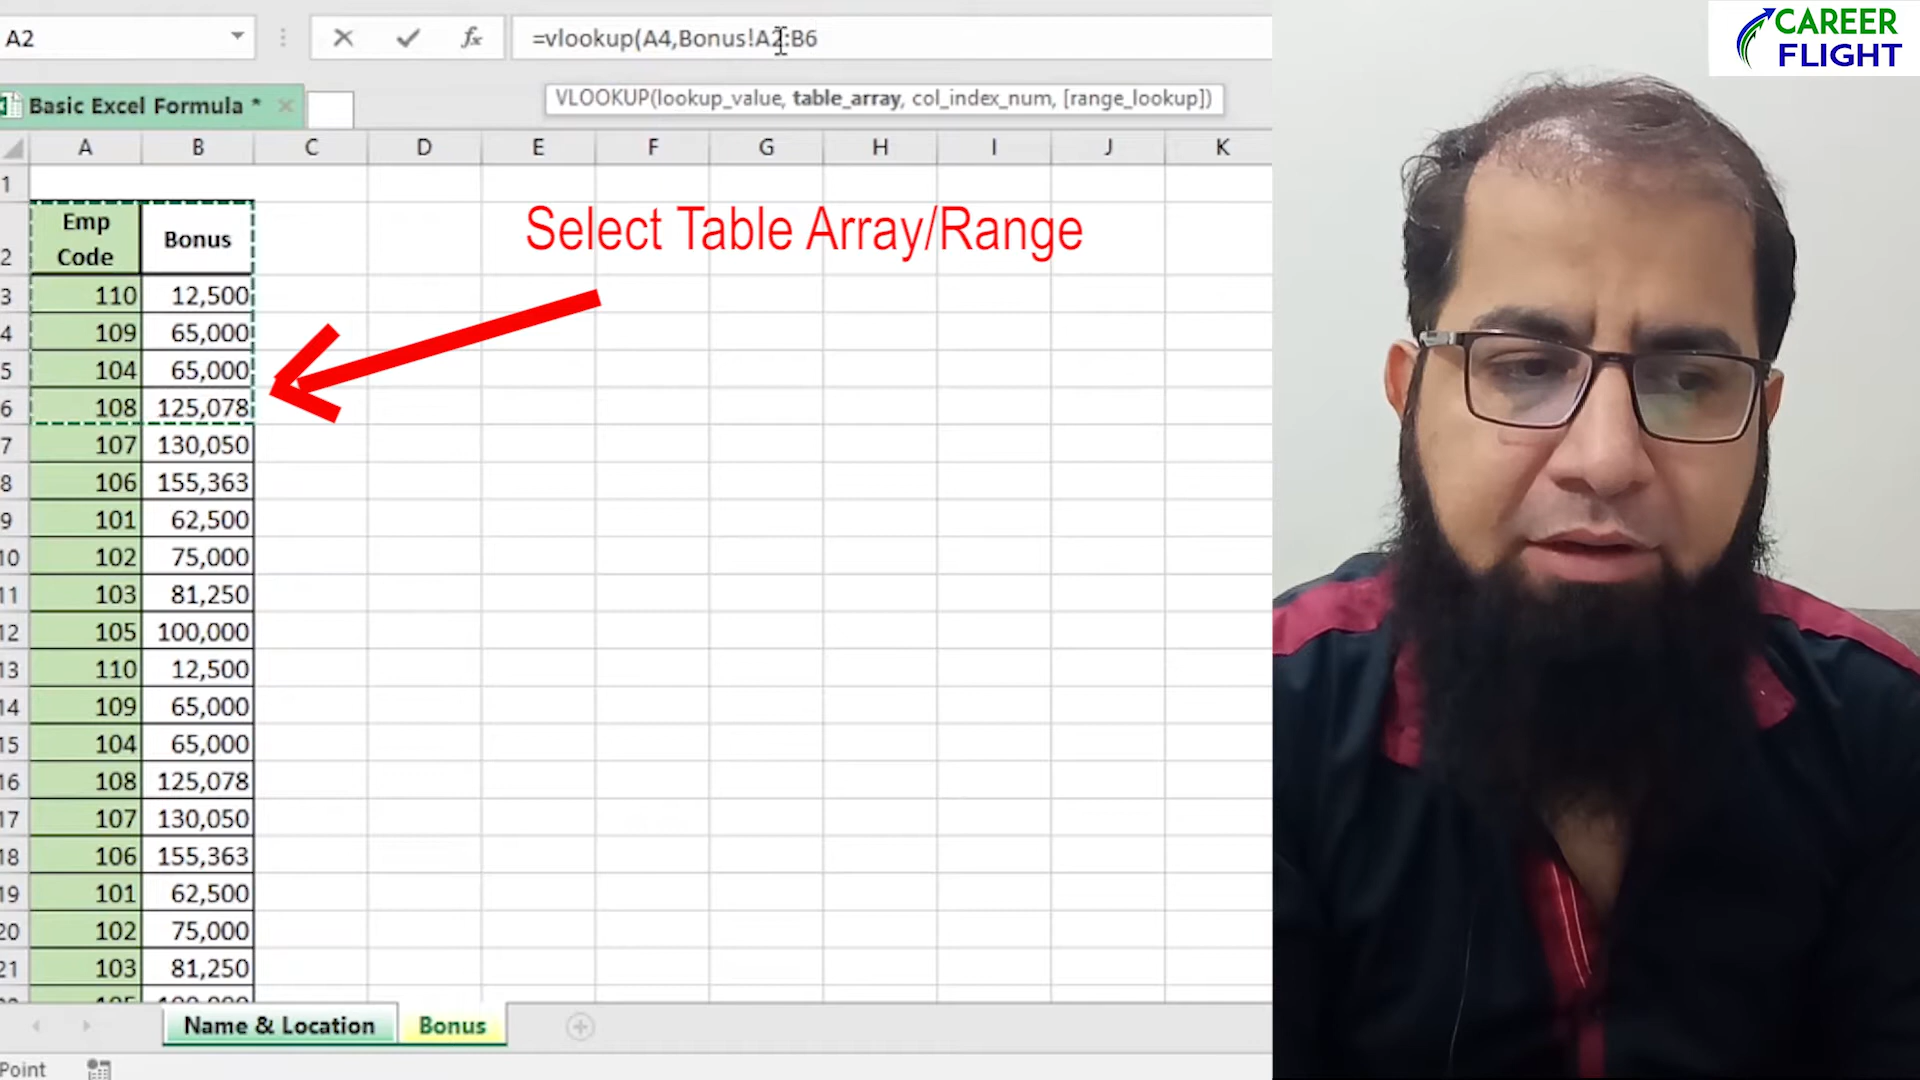 A2
=vlookup(A4,Bonus!A2:B6
CAREER
FLIGHT
Basic Excel Formula *
VLOOKUP(lookup_value, table_array, col_index_num, [range_lookup])
A B C D E F G H I J K
1
2 Emp Code Bonus
Select Table Array/Range
3 110 12,500
4 109 65,000
5 104 65,000
6 108 125,078
7 107 130,050
8 106 155,363
9 101 62,500
10 102 75,000
11 103 81,250
12 105 100,000
13 110 12,500
14 109 65,000
15 104 65,000
16 108 125,078
17 107 130,050
18 106 155,363
19 101 62,500
20 102 75,000
21 103 81,250
Name & Location Bonus
Point